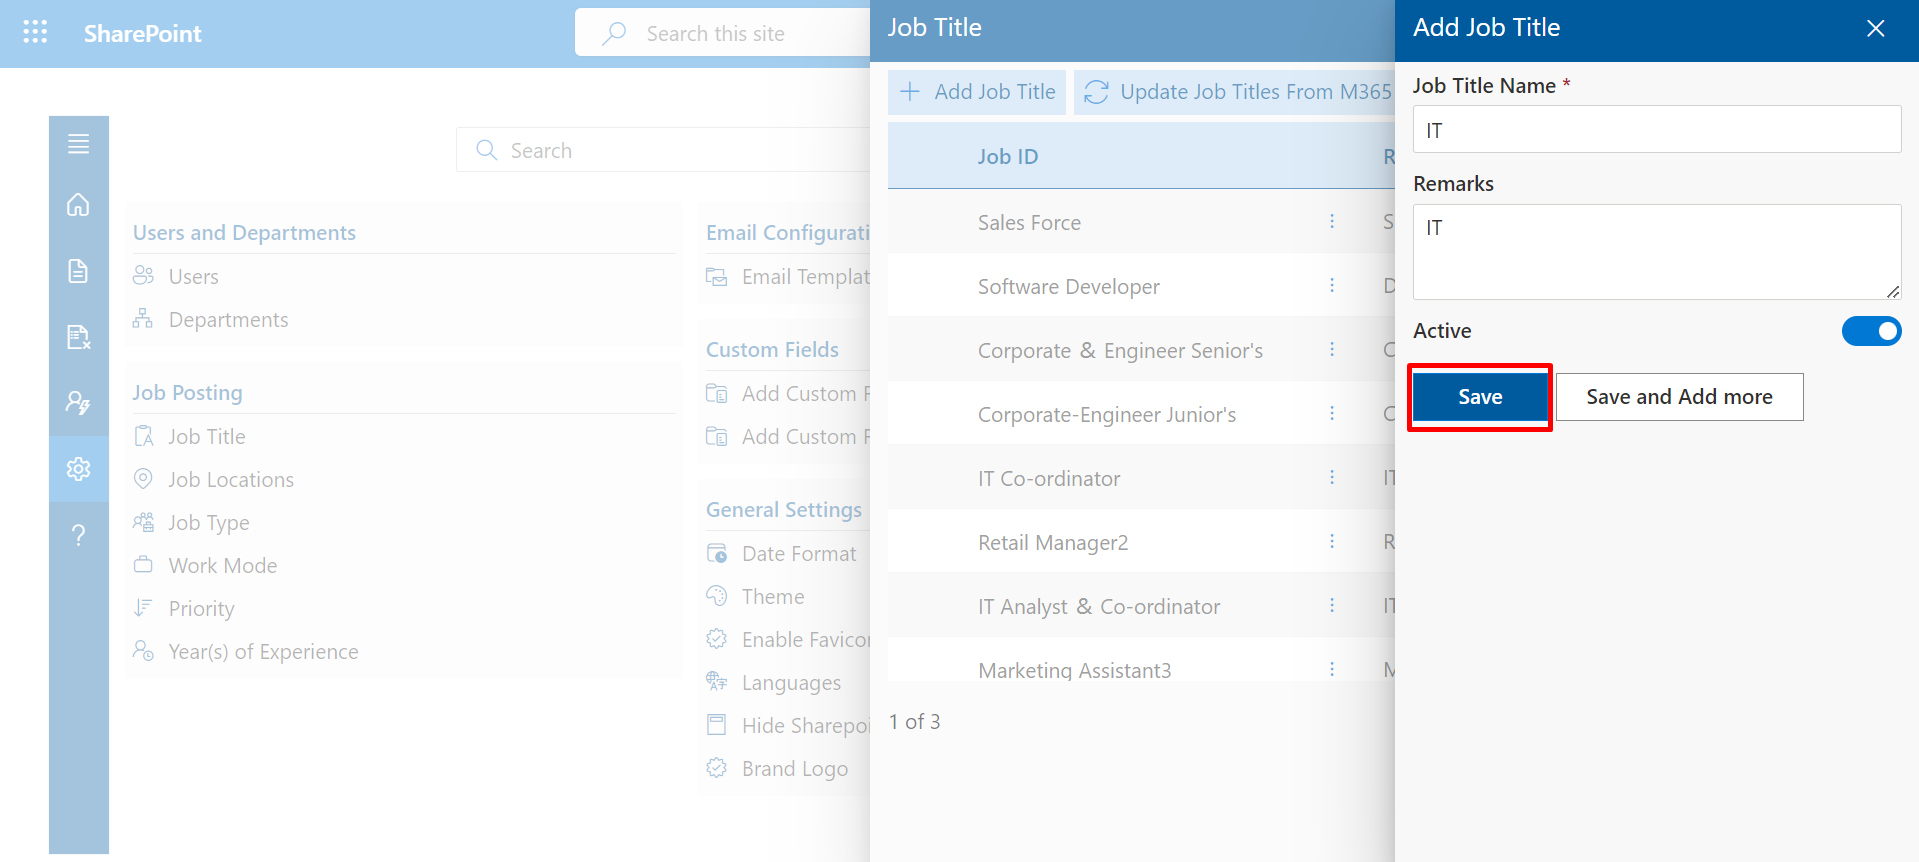 SharePoint
Search this site
Search
Users and Departments
Users
Departments
Job Posting
Job Title
Job Locations
Job Type
Work Mode
Priority
Year(s) of Experience
Email Configurati
Email Templat
Custom Fields
Add Custom F
Add Custom F
General Settings
Date Format
Theme
Enable Favico
Languages
Hide Sharepoi
Brand Logo
Job Title
Add Job Title
Update Job Titles From M365
Job ID R
Sales Force S
Software Developer D
Corporate & Engineer Senior's C
Corporate-Engineer Junior's C
IT Co-ordinator IT
Retail Manager2 R
IT Analyst & Co-ordinator IT
Marketing Assistant3 M
1 of 3
Add Job Title
Job Title Name *
IT
Remarks
IT
Active
Save
Save and Add more